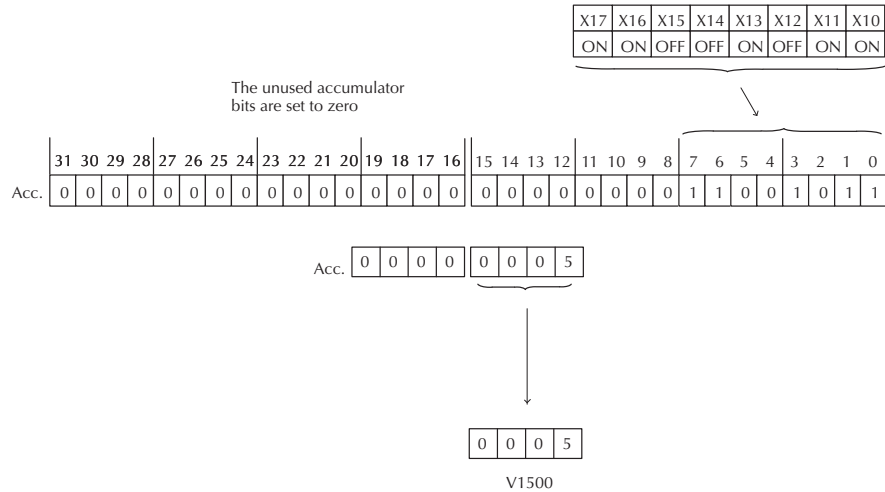 X17 X16 X15 X14 X13 X12 X11 X10
ON ON OFF OFF ON OFF ON ON
The unused accumulator
bits are set to zero
31 30 29 28 27 26 25 24 23 22 21 20 19 18 17 16 15 14 13 12 11 10 9 8 7 6 5 4 3 2 1 0
Acc. 0 0 0 0 0 0 0 0 0 0 0 0 0 0 0 0 0 0 0 0 0 0 0 0 1 1 0 0 1 0 1 1
Acc. 0 0 0 0 0 0 0 5
0 0 0 5
V1500